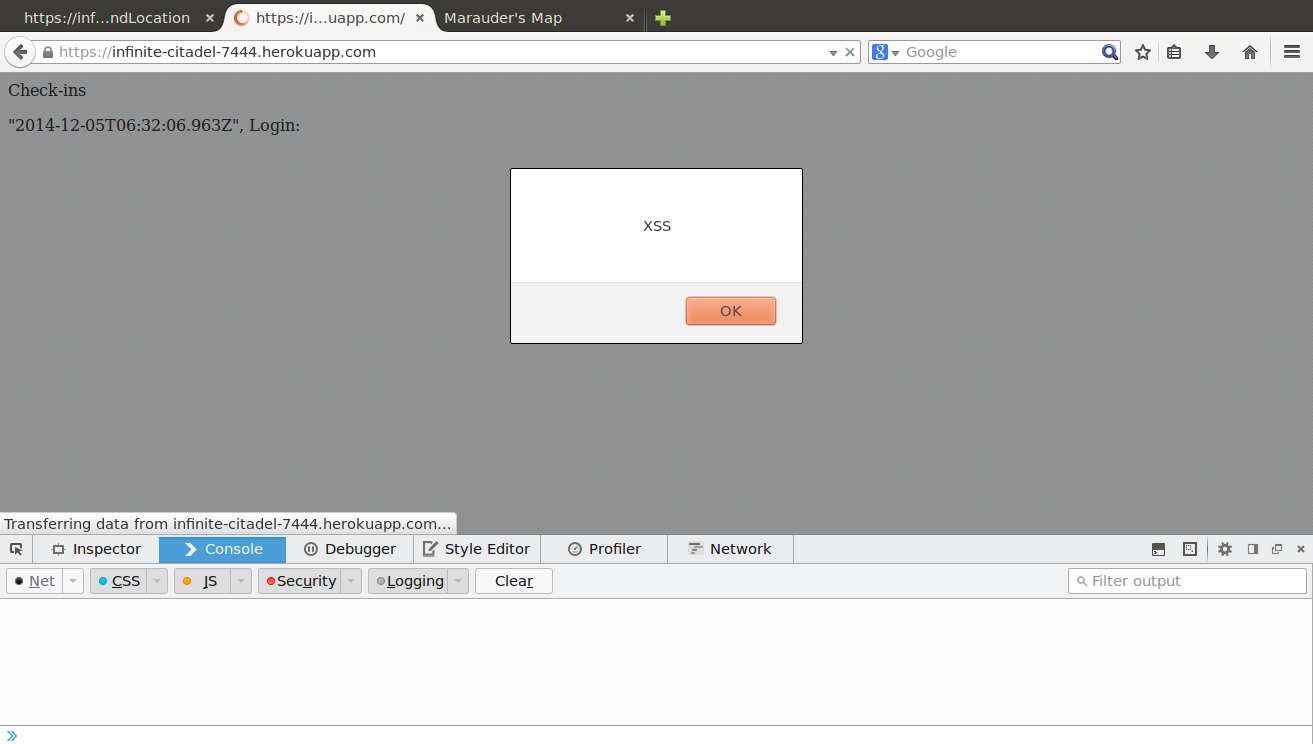 https://inf...ndLocation
https://i...uapp.com/
Marauder's Map
https://infinite-citadel-7444.herokuapp.com
Google
Check-ins
"2014-12-05T06:32:06.963Z", Login:
XSS
OK
Transferring data from infinite-citadel-7444.herokuapp.com...
Inspector
Console
Debugger
Style Editor
Profiler
Network
Net
CSS
JS
Security
Logging
Clear
Filter output